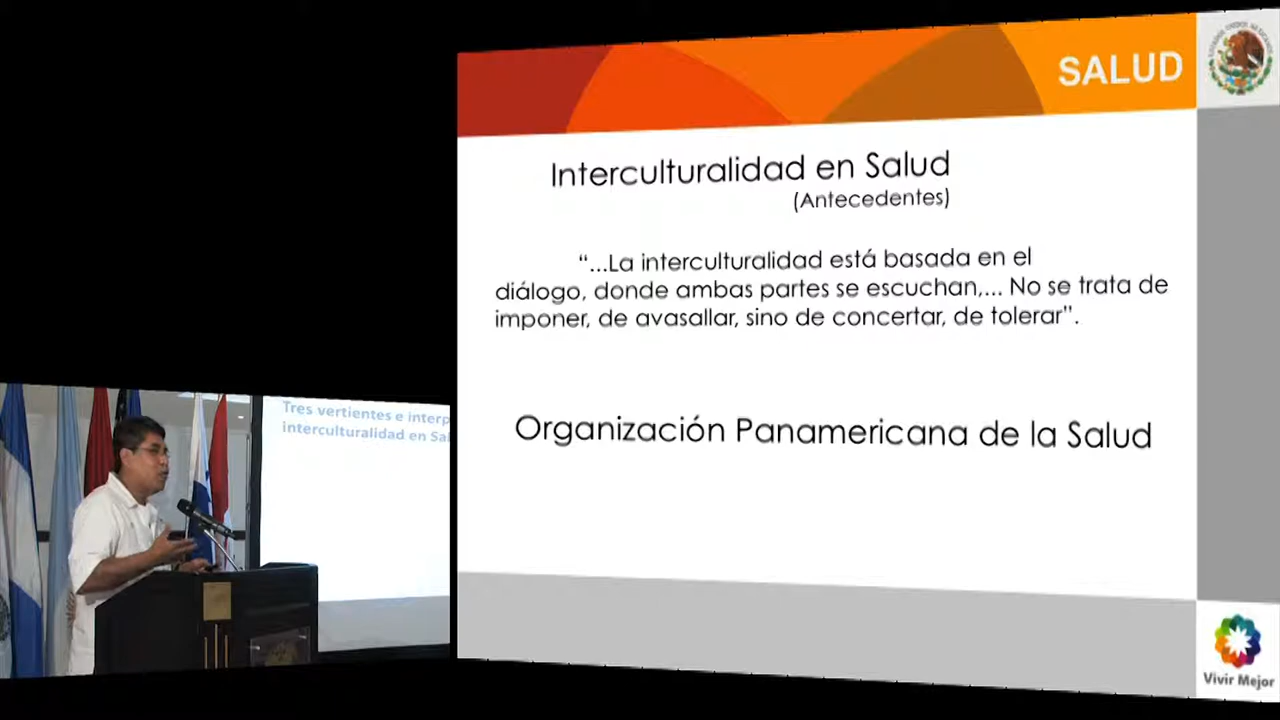 SALUD
Interculturalidad en Salud
(Antecedentes)
“...La interculturalidad está basada en el
diálogo, donde ambas partes se escuchan,... No se trata de
imponer, de avasallar, sino de concertar, de tolerar”.
Organización Panamericana de la Salud
Vivir Mejor
Tres vertientes e
interculturalidad en